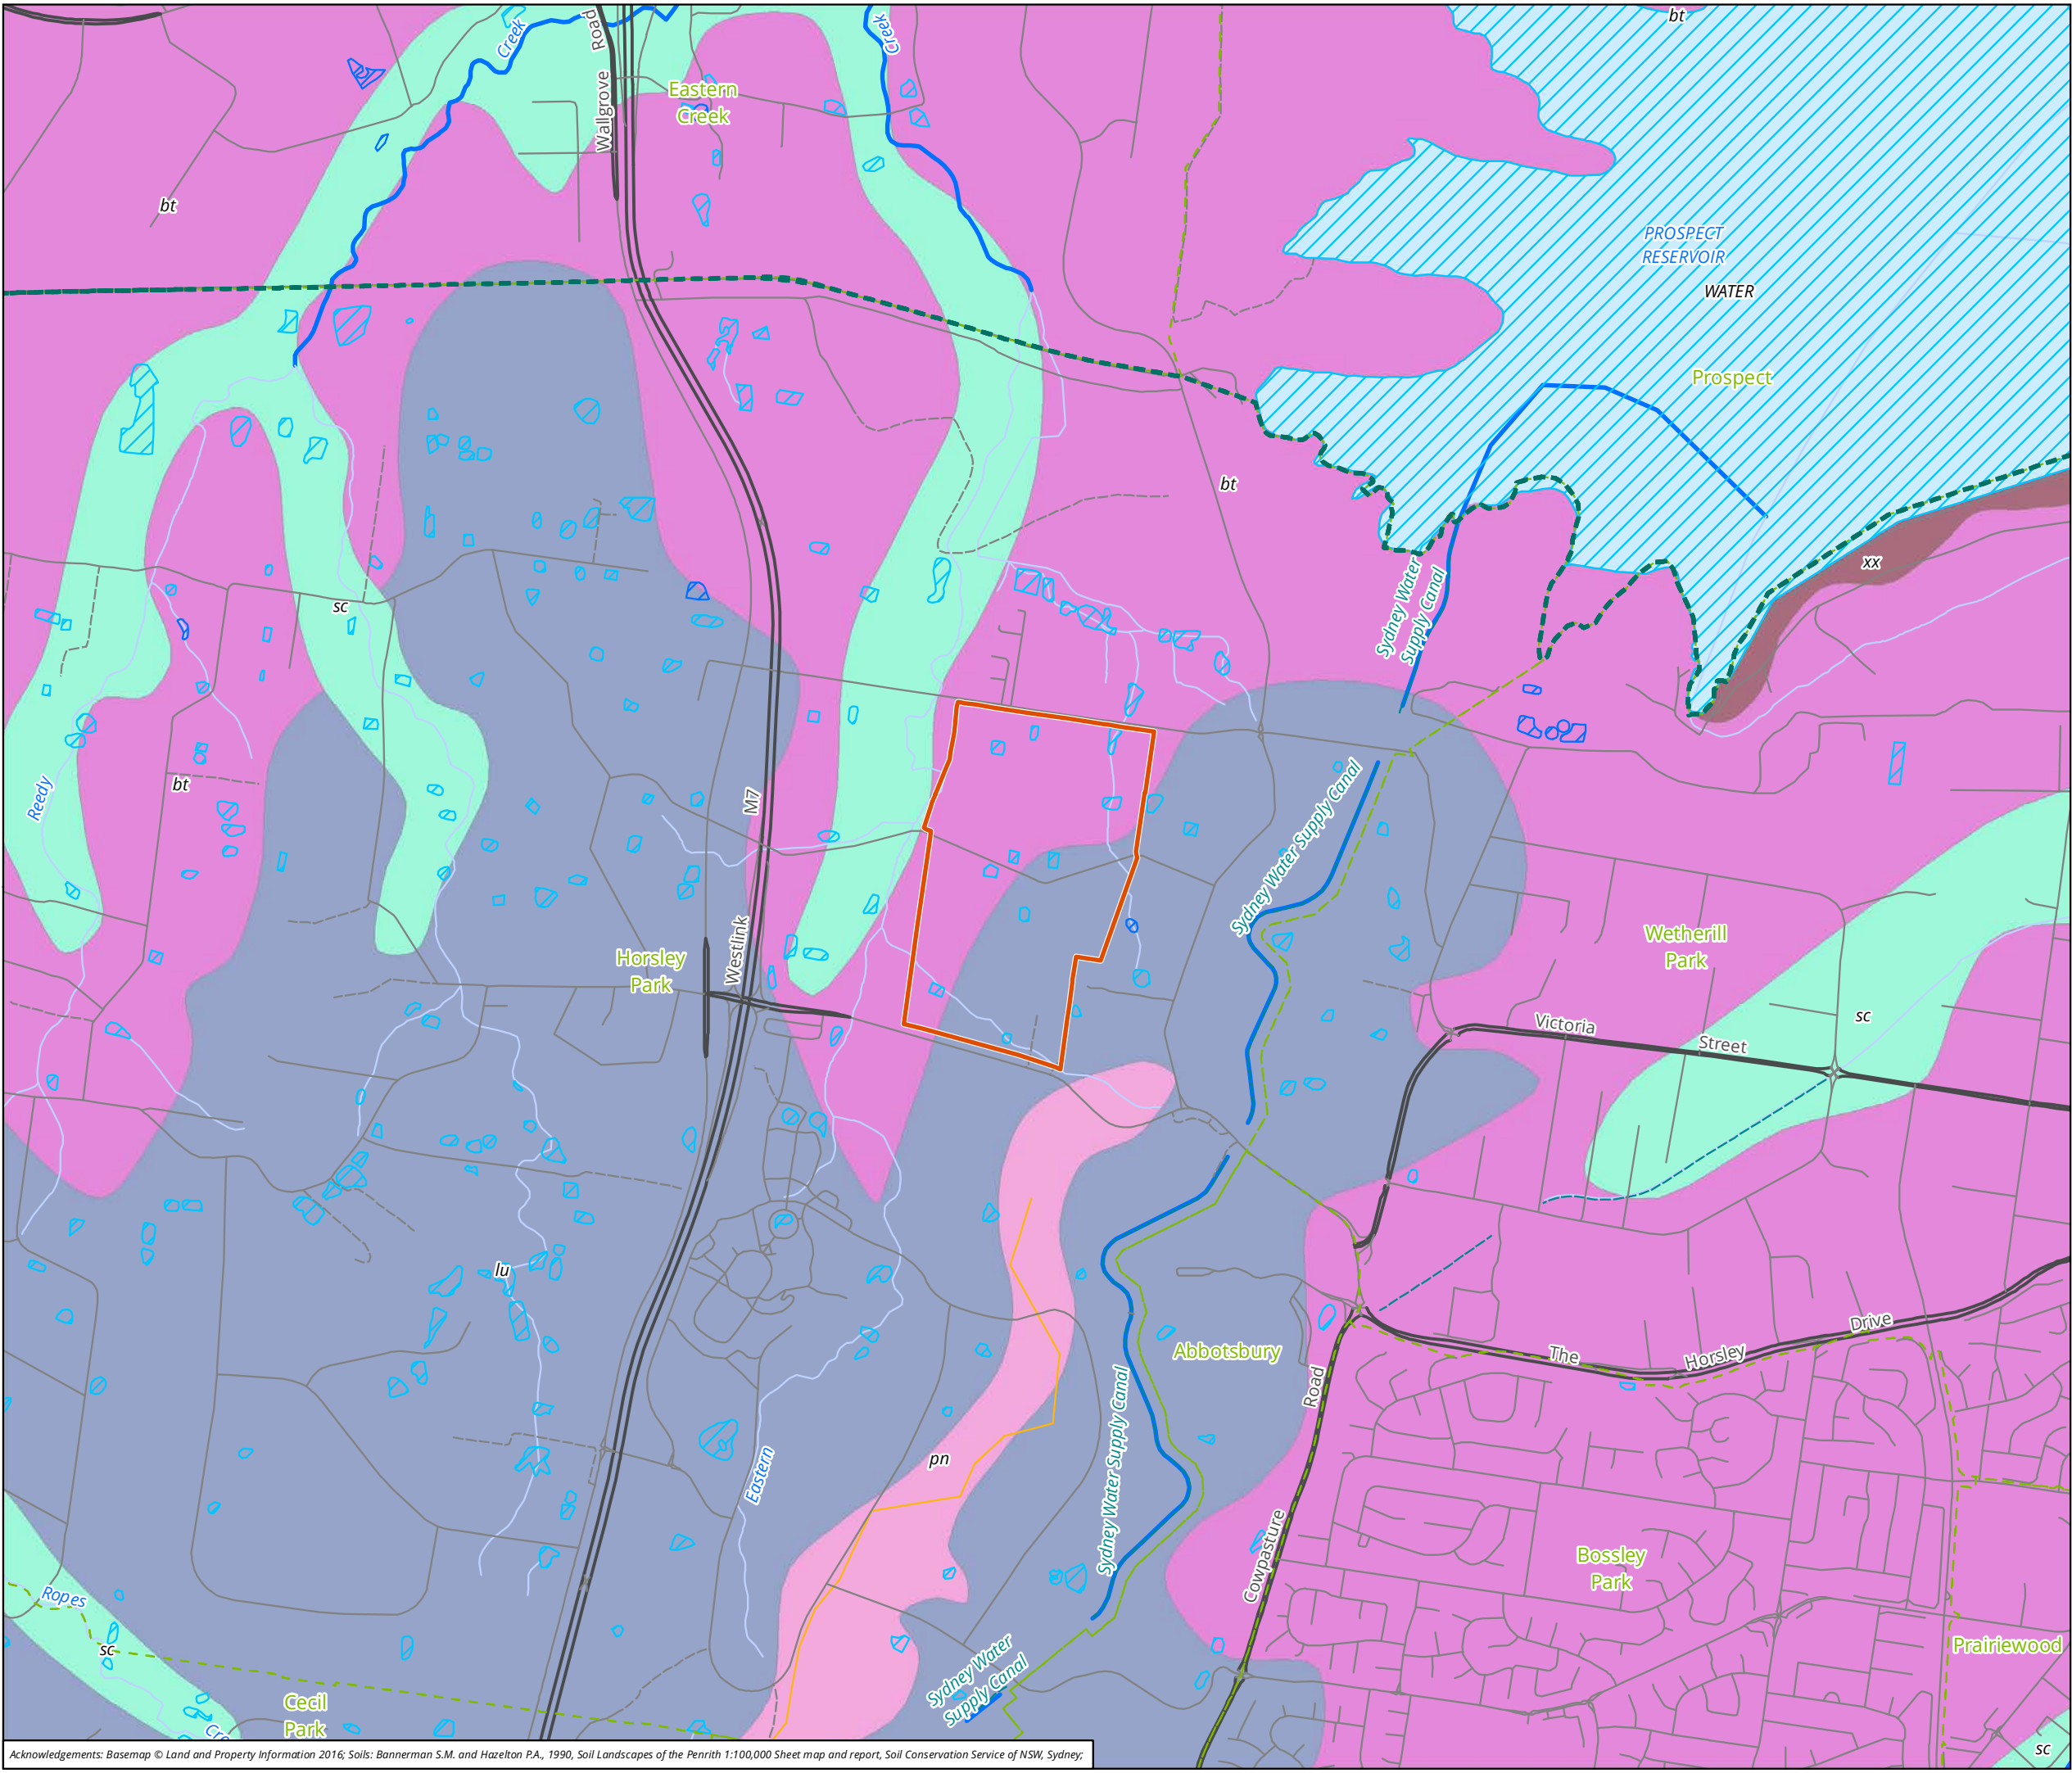 bt
Creek
Road
Creek
Wallgrove
Eastern
Creek
bt
PROSPECT
RESERVOIR
WATER
Prospect
bt
xx
Sydney Water
Supply Canal
sc
Reedy
bt
M7
Sydney Water Supply Canal
Westlink
Horsley
Park
Wetherill
Park
sc
Victoria
Street
lu
Abbotsbury
Drive
The
Horsley
Road
Sydney Water Supply Canal
pn
Eastern
Cowpasture
Bossley
Park
Ropes
sc
Prairiewood
Sydney Water
Supply Canal
Cecil
Park
Cre
sc
Acknowledgements: Basemap © Land and Property Information 2016; Soils: Bannerman S.M. and Hazelton P.A., 1990, Soil Landscapes of the Penrith 1:100,000 Sheet map and report, Soil Conservation Service of NSW, Sydney;